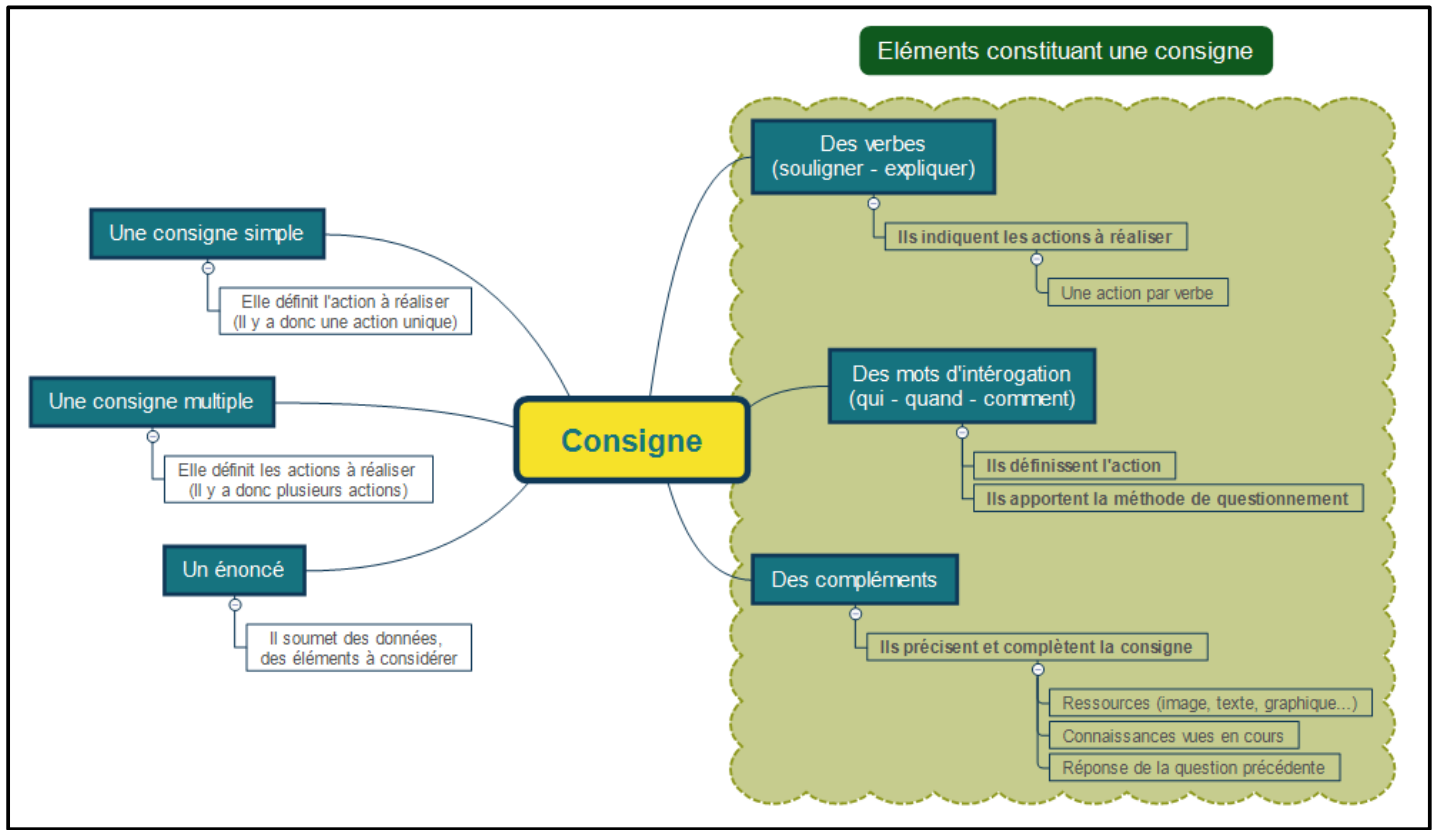 Eléments constituant une consigne
Des verbes
(souligner - expliquer)
Ils indiquent les actions à réaliser
Une action par verbe
Une consigne simple
Elle définit l'action à réaliser
(Il y a donc une action unique)
Des mots d'intérogation
(qui - quand - comment)
Ils définissent l'action
Ils apportent la méthode de questionnement
Une consigne multiple
Elle définit les actions à réaliser
(Il y a donc plusieurs actions)
Consigne
Un énoncé
Il soumet des données,
des éléments à considérer
Des compléments
Ils précisent et complètent la consigne
Ressources (image, texte, graphique...)
Connaissances vues en cours
Réponse de la question précédente